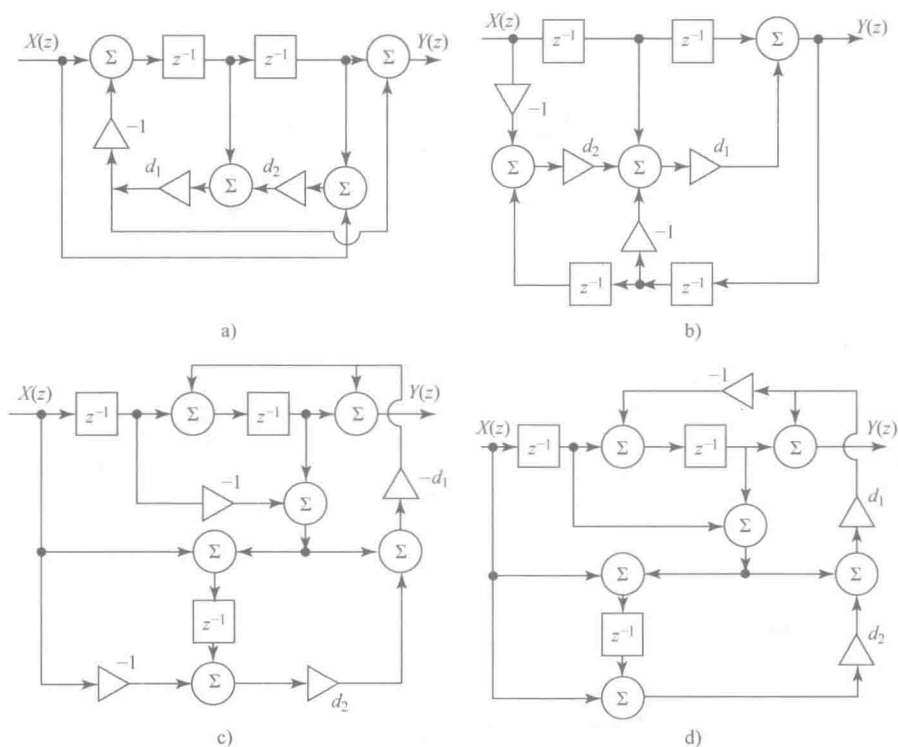 X(z) Σ z⁻¹ z⁻¹ Σ Y(z)
−1
d₁ Σ d₂ Σ
a)
X(z) z⁻¹ z⁻¹ Σ Y(z)
−1
Σ d₂ Σ d₁
−1
z⁻¹ z⁻¹
b)
X(z) z⁻¹ Σ z⁻¹ Σ Y(z)
−1 Σ −d₁
Σ Σ
z⁻¹
−1 Σ d₂
c)
−1
X(z) z⁻¹ Σ z⁻¹ Σ Y(z)
Σ d₁
Σ Σ
z⁻¹ d₂
Σ
d)